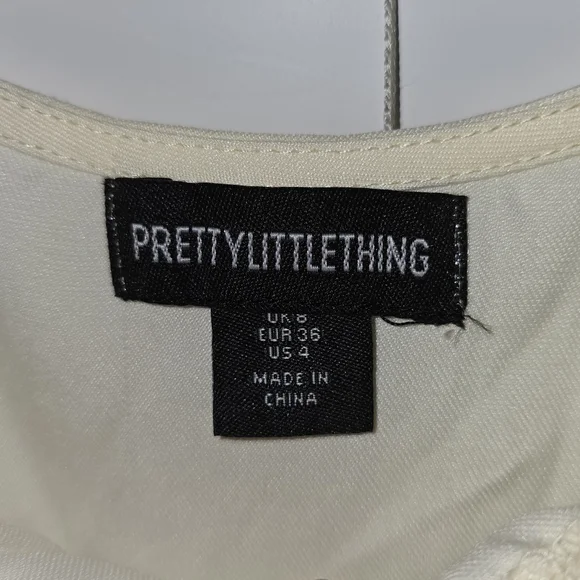 PRETTYLITTLETHING
UK 8
EUR 36
US 4
MADE IN
CHINA